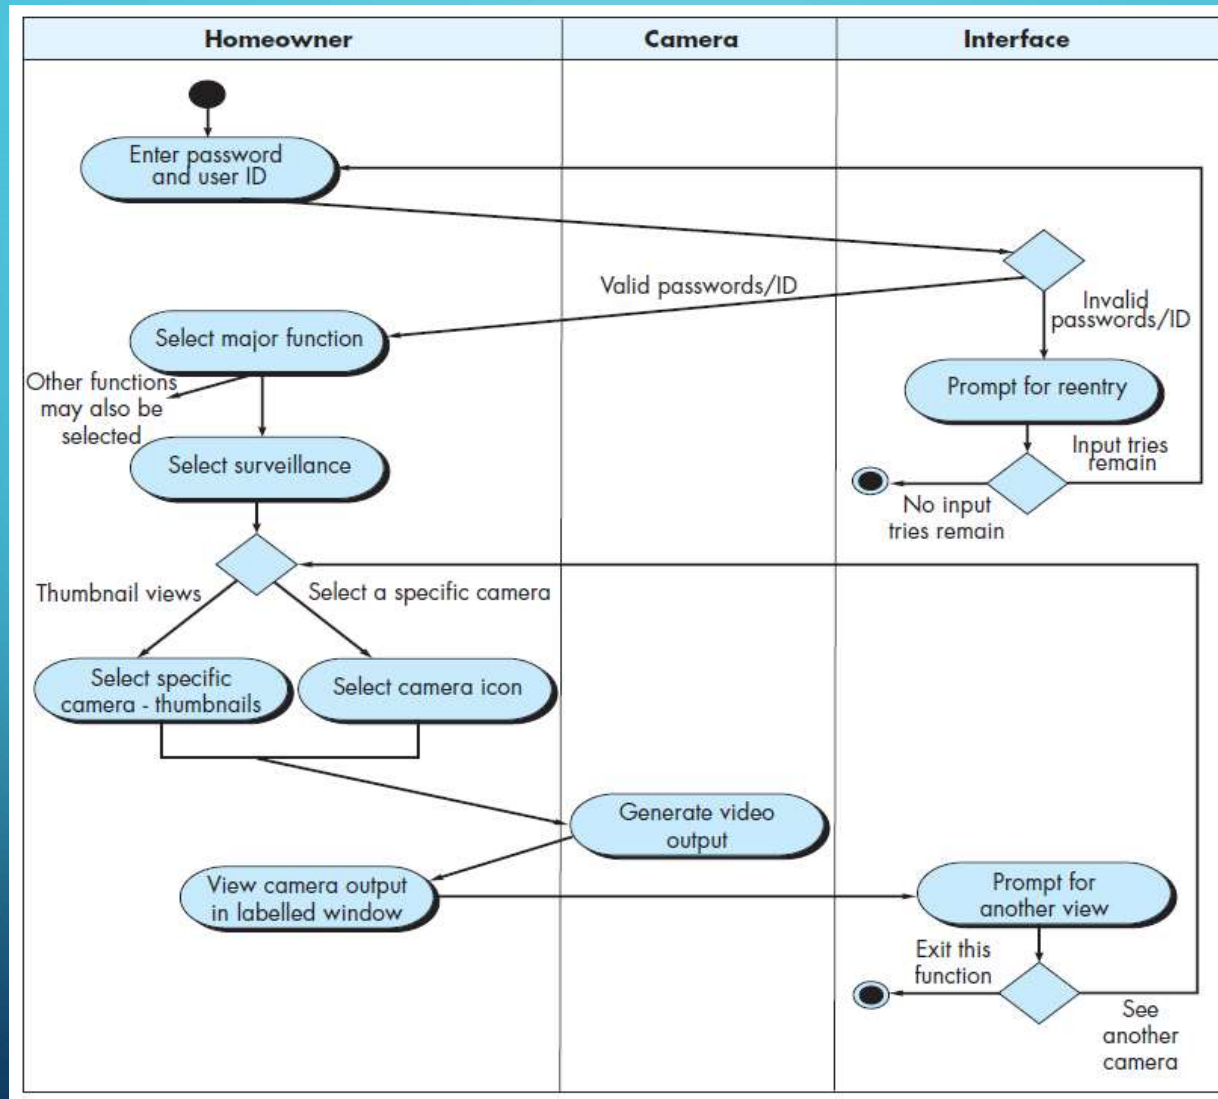 Homeowner
Camera
Interface
Enter password
and user ID
Valid passwords/ID
Invalid
passwords/ID
Select major function
Other functions
may also be
selected
Prompt for reentry
Input tries
remain
Select surveillance
No input
tries remain
Thumbnail views
Select a specific camera
Select specific
camera - thumbnails
Select camera icon
Generate video
output
View camera output
in labelled window
Prompt for
another view
Exit this
function
See
another
camera